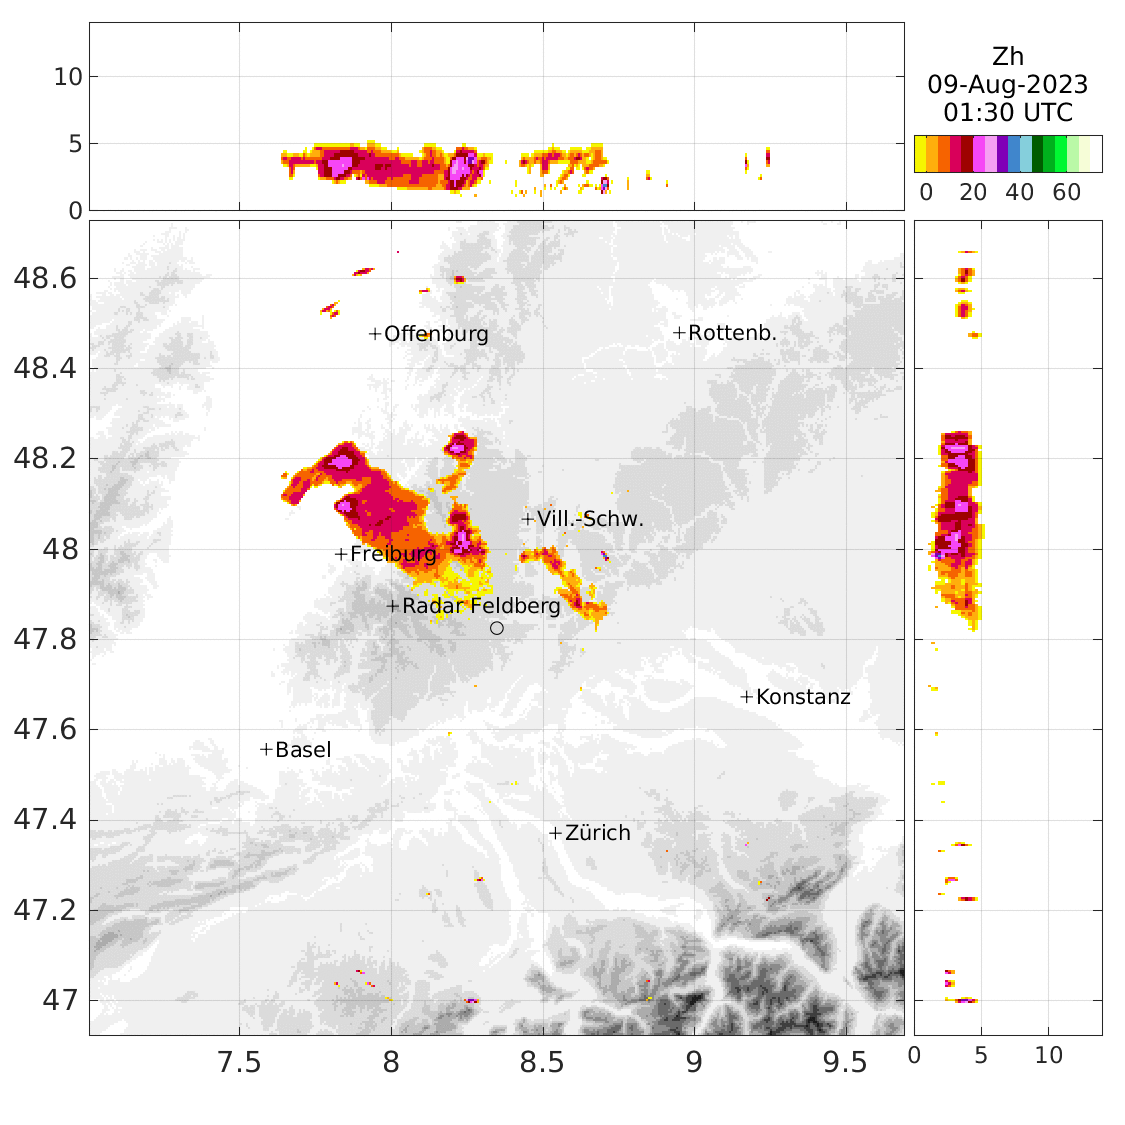 Zh
09-Aug-2023
01:30 UTC
10
5
0
0 20 40 60
48.6
48.4
48.2
48
47.8
47.6
47.4
47.2
47
Offenburg
Rottenb.
Vill.-Schw.
Freiburg
Radar Feldberg
Konstanz
Basel
Zürich
7.5 8 8.5 9 9.5
0 5 10